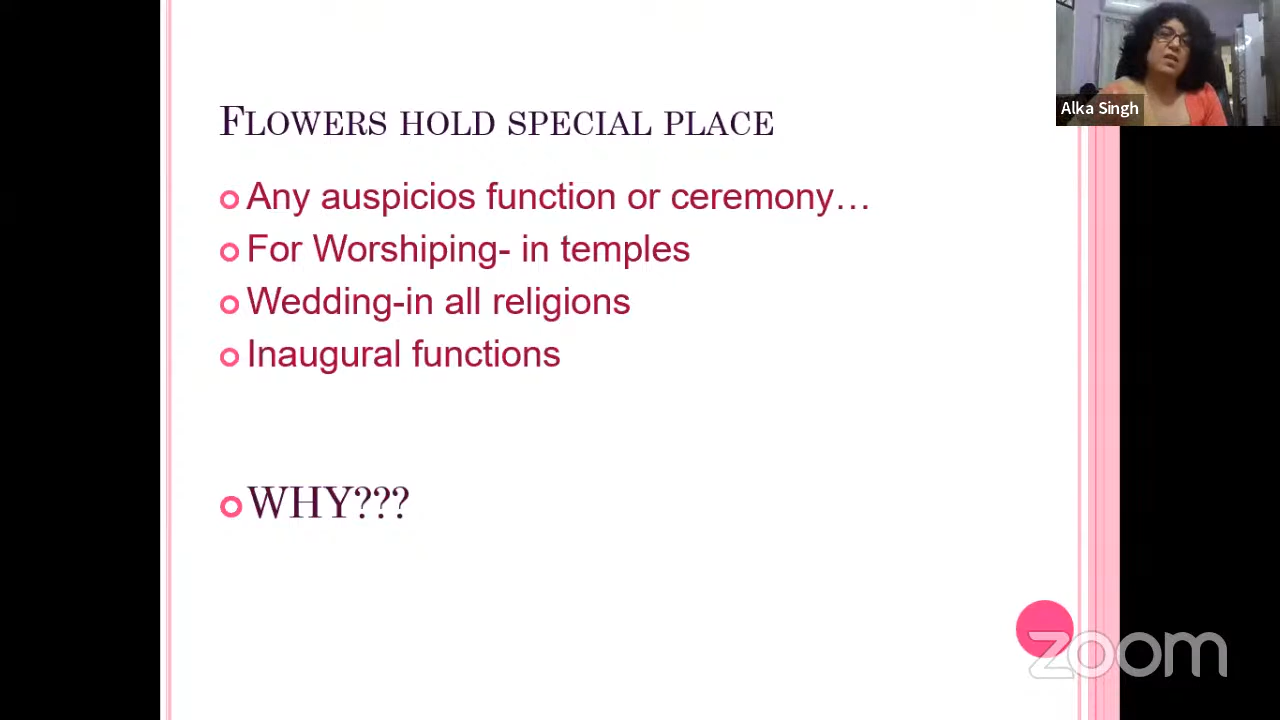 Alka Singh
FLOWERS HOLD SPECIAL PLACE
Any auspicios function or ceremony…
For Worshiping- in temples
Wedding-in all religions
Inaugural functions
WHY???
zoom